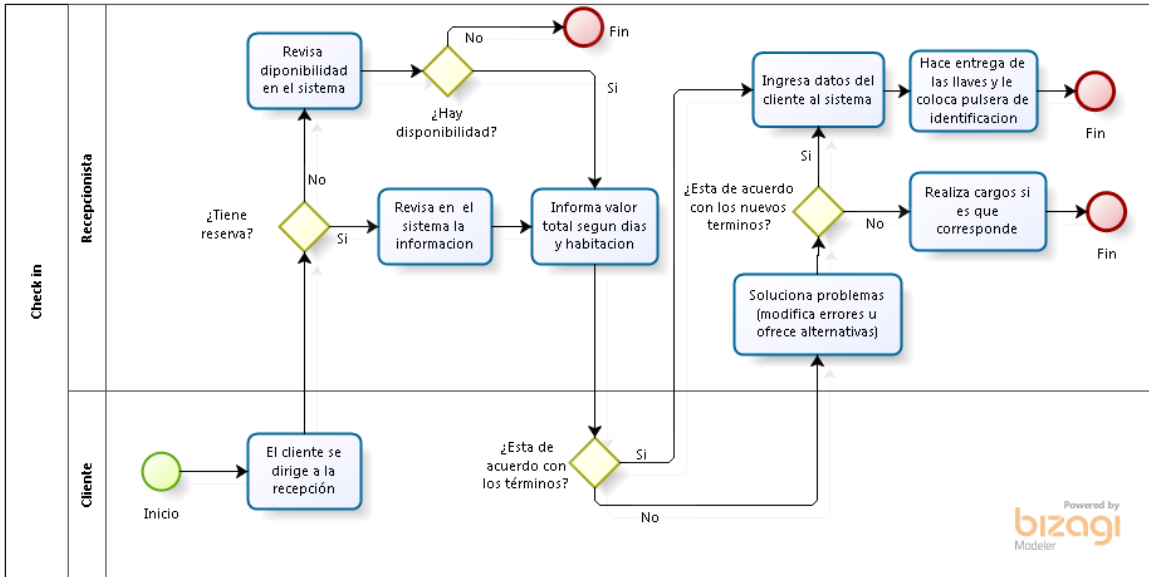 Check in
Recepcionista
Revisa
diponibilidad
en el sistema
No
Fin
¿Hay
disponibilidad?
Si
Ingresa datos del
cliente al sistema
Hace entrega de
las llaves y le
coloca pulsera de
identificacion
Fin
No
¿Tiene
reserva?
Si
Revisa en el
sistema la
informacion
Informa valor
total segun dias
y habitacion
Si
¿Esta de acuerdo
con los nuevos
terminos?
No
Realiza cargos si
es que
corresponde
Fin
Soluciona problemas
(modifica errores u
ofrece alternativas)
Cliente
Inicio
El cliente se
dirige a la
recepción
¿Esta de
acuerdo con
los términos?
Si
No
Powered by
bizagi
Modeler